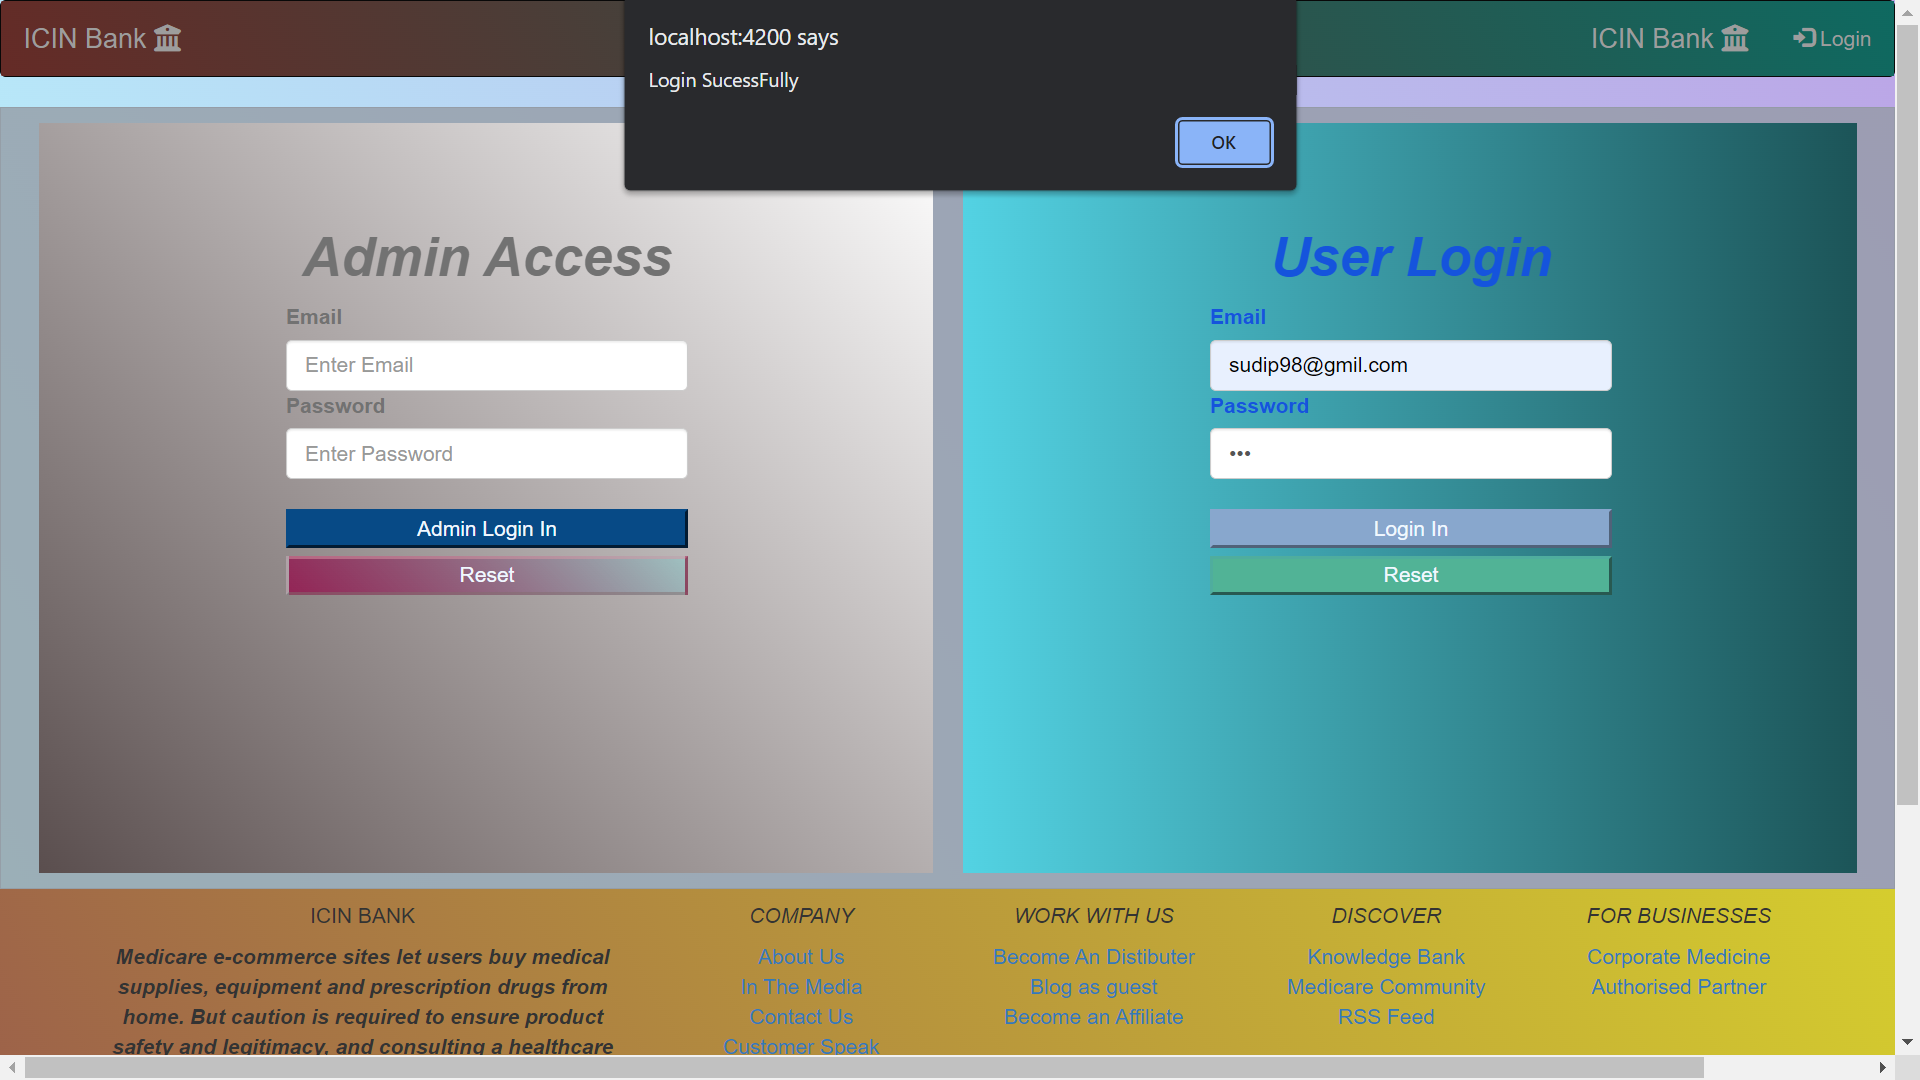 ICIN Bank
localhost:4200 says
Login SucessFully
OK
ICIN Bank
Login
Admin Access
Email
Enter Email
Password
Enter Password
Admin Login In
Reset
User Login
Email
sudip98@gmil.com
Password
•••
Login In
Reset
ICIN BANK
Medicare e-commerce sites let users buy medical
supplies, equipment and prescription drugs from
home. But caution is required to ensure product
safety and legitimacy, and consulting a healthcare
COMPANY
About Us
In The Media
Contact Us
Customer Speak
WORK WITH US
Become An Distibuter
Blog as guest
Become an Affiliate
DISCOVER
Knowledge Bank
Medicare Community
RSS Feed
FOR BUSINESSES
Corporate Medicine
Authorised Partner